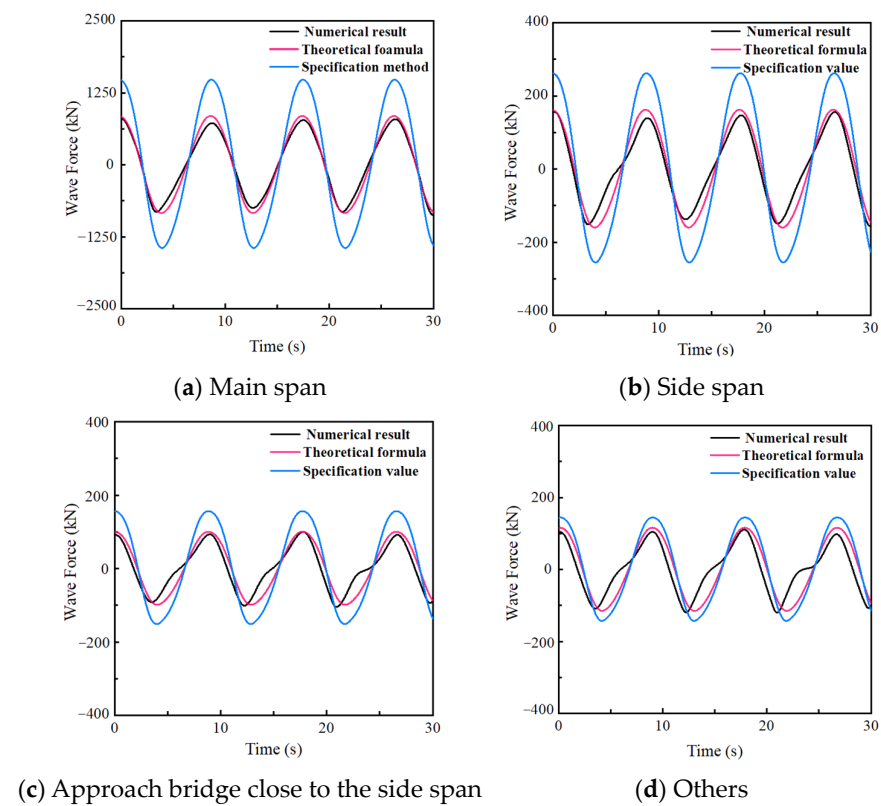 2500
1250
0
−1250
−2500
Wave Force (kN)
Numerical result
Theoretical foamula
Specification method
0 10 20 30
Time (s)
(a) Main span
400
200
0
−200
−400
Wave Force (kN)
Numerical result
Theoretical formula
Specification value
0 10 20 30
Time (s)
(b) Side span
400
200
0
−200
−400
Wave Force (kN)
Numerical result
Theoretical formula
Specification value
0 10 20 30
Time (s)
(c) Approach bridge close to the side span
400
200
0
−200
−400
Wave Force (kN)
Numerical result
Theoretical formula
Specification value
0 10 20 30
Time (s)
(d) Others